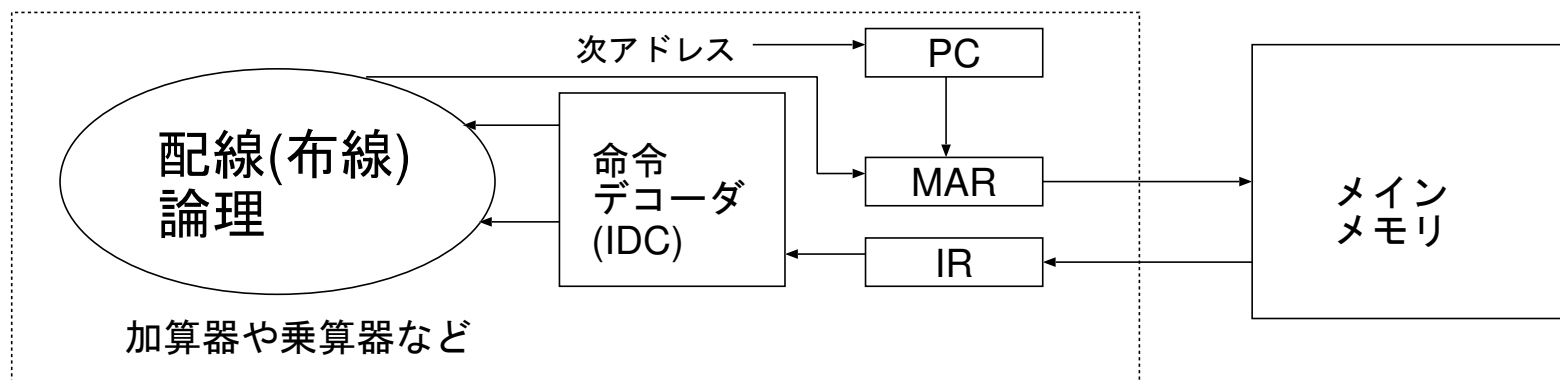 次アドレス
PC
配線(布線)
論理
命令
デコーダ
(IDC)
MAR
IR
メイン
メモリ
加算器や乗算器など